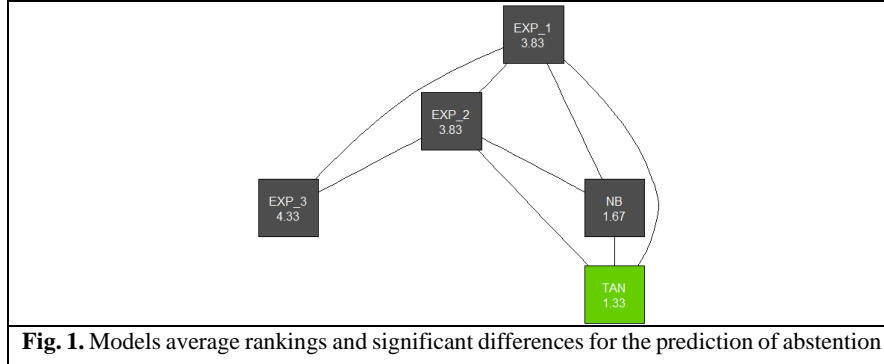 EXP_1
3.83
EXP_2
3.83
EXP_3
4.33
NB
1.67
TAN
1.33
Fig. 1. Models average rankings and significant differences for the prediction of abstention